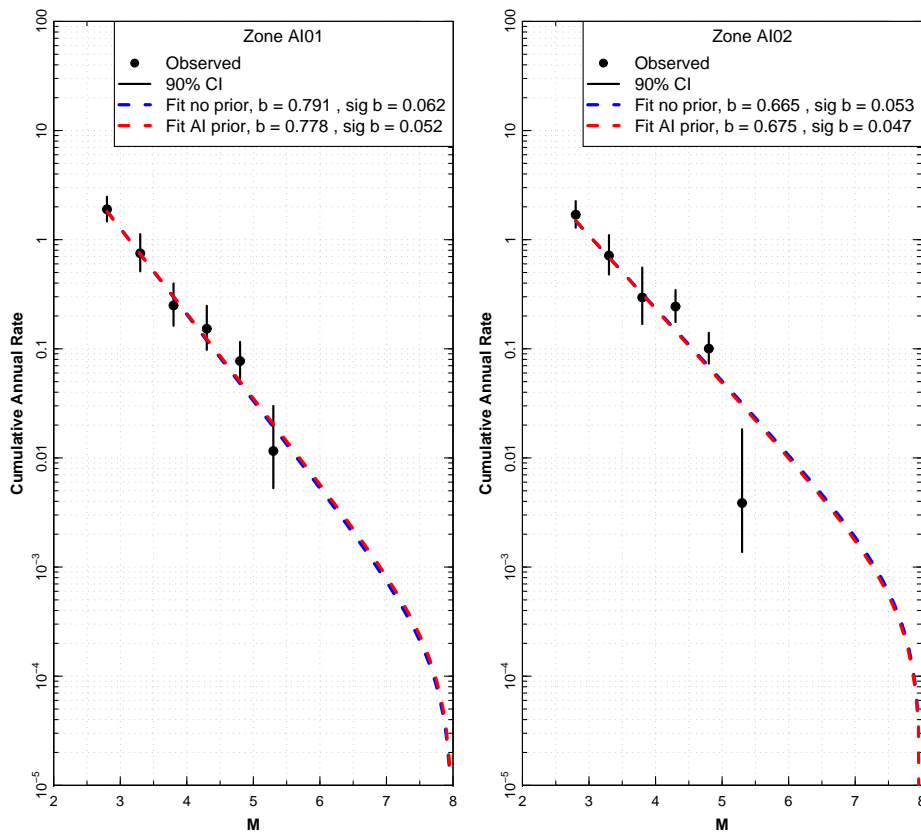 Zone AI01
Observed
90% CI
Fit no prior, b = 0.791 , sig b = 0.062
Fit AI prior, b = 0.778 , sig b = 0.052
100
10
1
0.1
0.01
10⁻³
10⁻⁴
10⁻⁵
Cumulative Annual Rate
2 3 4 5 6 7 8
M
Zone AI02
Observed
90% CI
Fit no prior, b = 0.665 , sig b = 0.053
Fit AI prior, b = 0.675 , sig b = 0.047
100
10
1
0.1
0.01
10⁻³
10⁻⁴
10⁻⁵
Cumulative Annual Rate
2 3 4 5 6 7 8
M